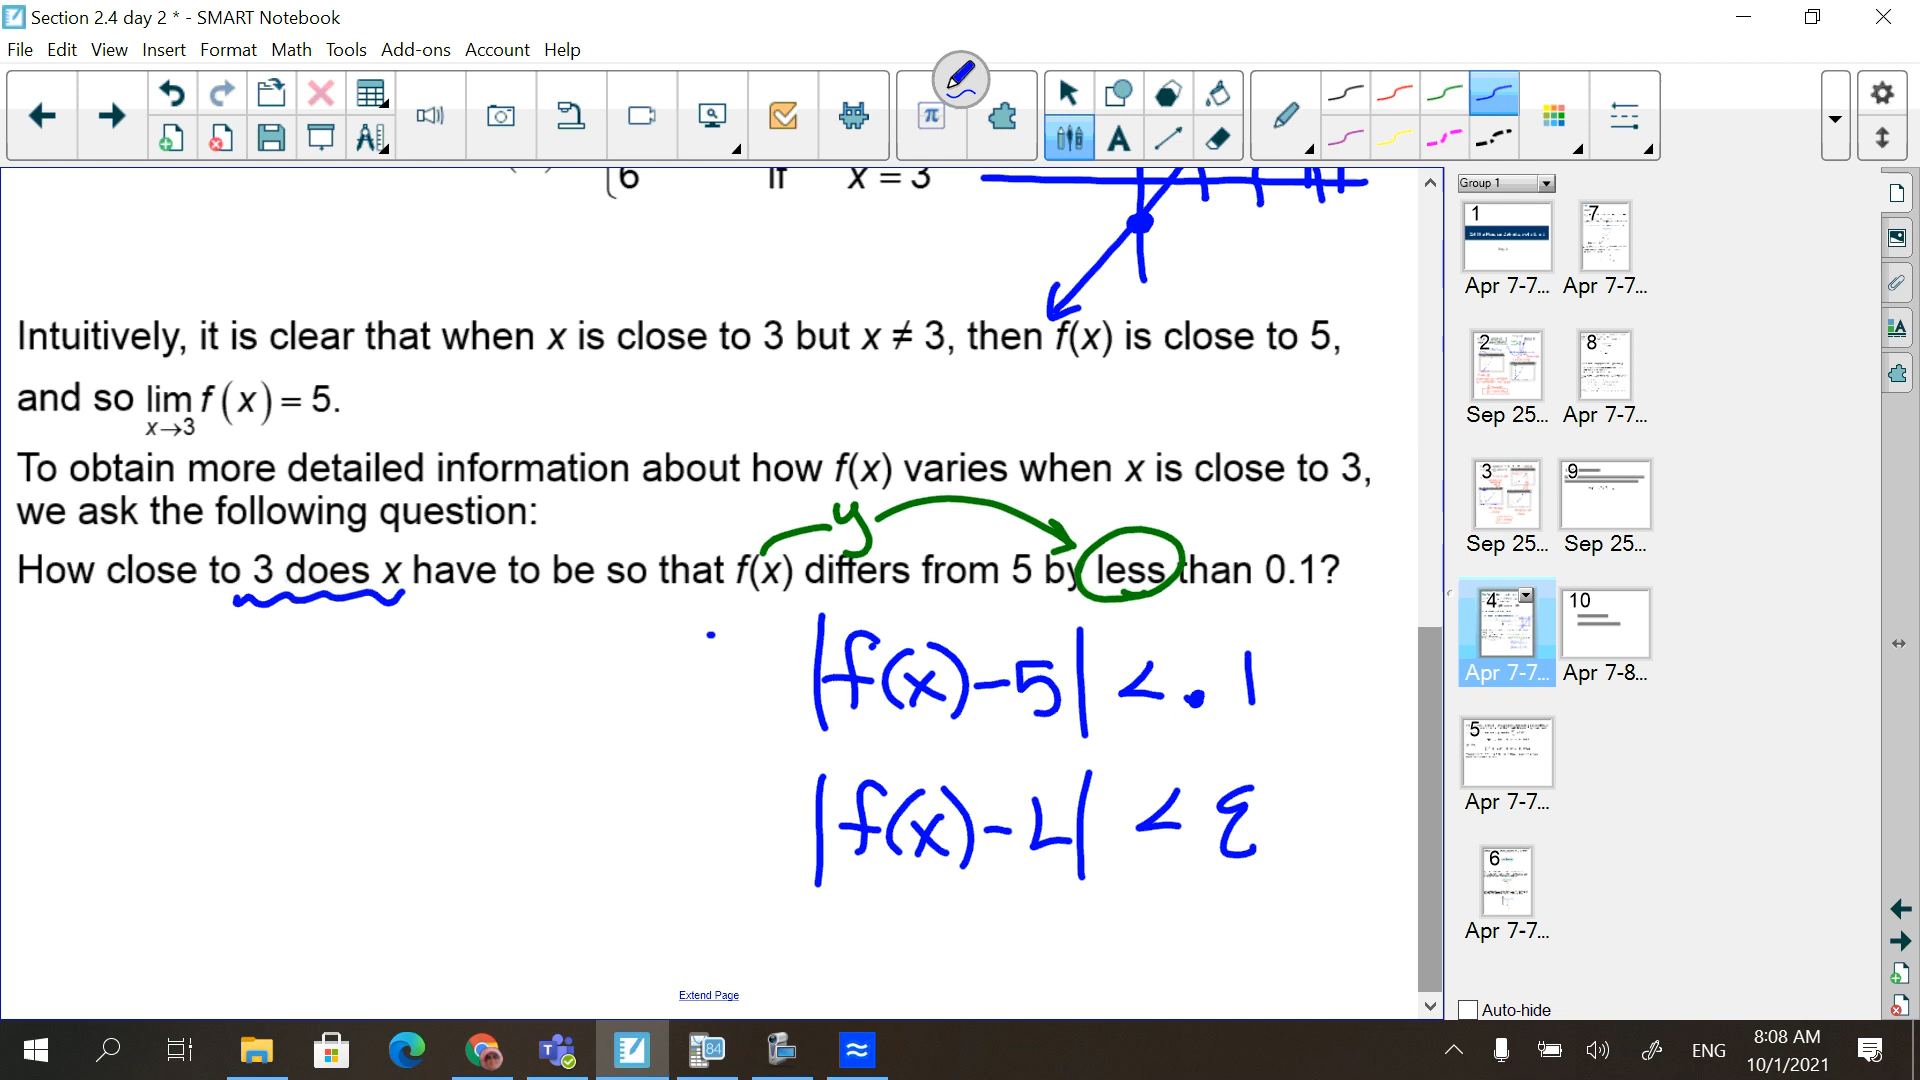 Section 2.4 day 2 * - SMART Notebook
File Edit View Insert Format Math Tools Add-ons Account Help
6 if x = 3
Group 1
Intuitively, it is clear that when x is close to 3 but x ≠ 3, then f(x) is close to 5,
and so lim f(x) = 5.
x→3
To obtain more detailed information about how f(x) varies when x is close to 3,
we ask the following question:
y
How close to 3 does x have to be so that f(x) differs from 5 by less than 0.1?
|f(x)-5| < .1
|f(x)-L| < ε
Extend Page
1
7
Apr 7-7... Apr 7-7...
2
8
Sep 25... Apr 7-7...
3
9
Sep 25... Sep 25...
4
10
Apr 7-7... Apr 7-8...
5
Apr 7-7...
6
Apr 7-7...
Auto-hide
84
ENG
8:08 AM
10/1/2021